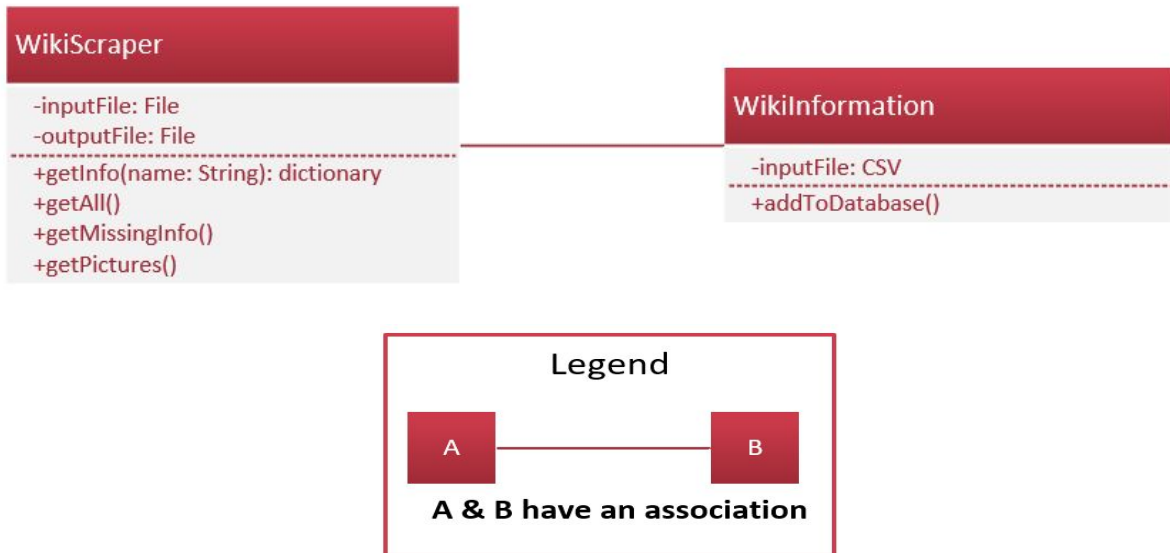 WikiScraper
-inputFile: File
-outputFile: File
+getInfo(name: String): dictionary
+getAll()
+getMissingInfo()
+getPictures()
WikiInformation
-inputFile: CSV
+addToDatabase()
Legend
A
B
A & B have an association